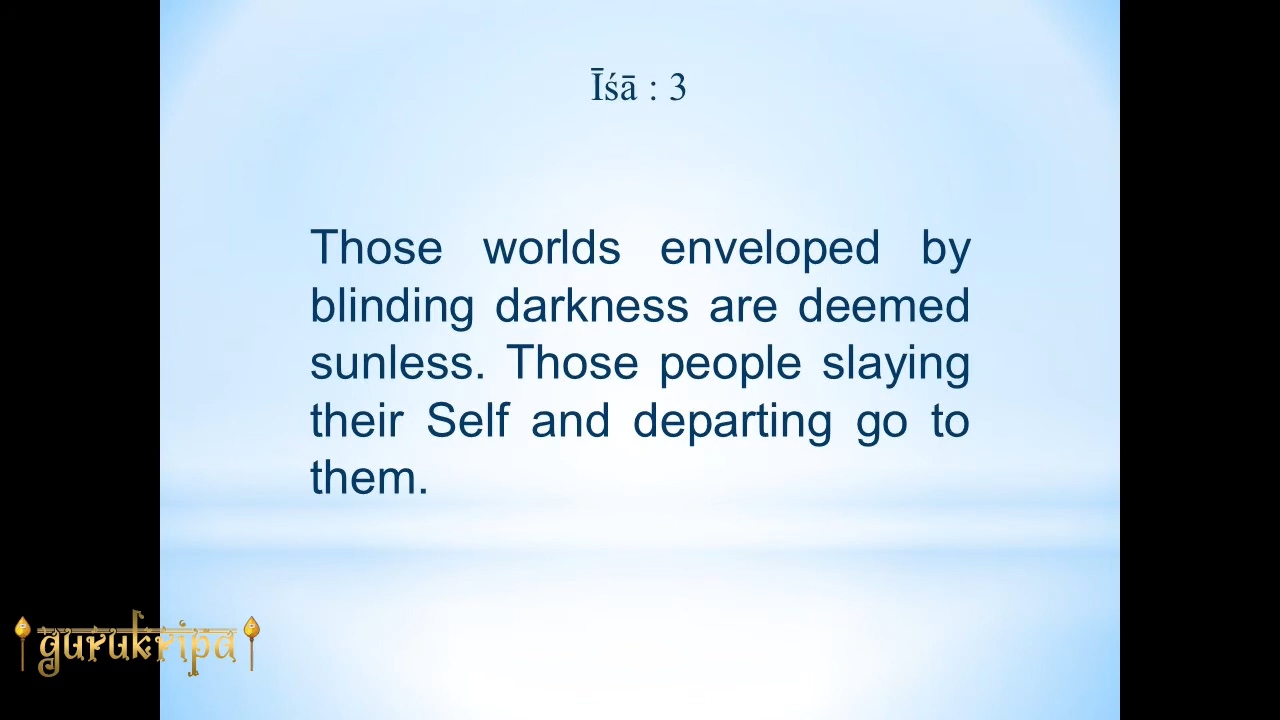 Īśā : 3
Those worlds enveloped by
blinding darkness are deemed
sunless. Those people slaying
their Self and departing go to
them.
gurukripa